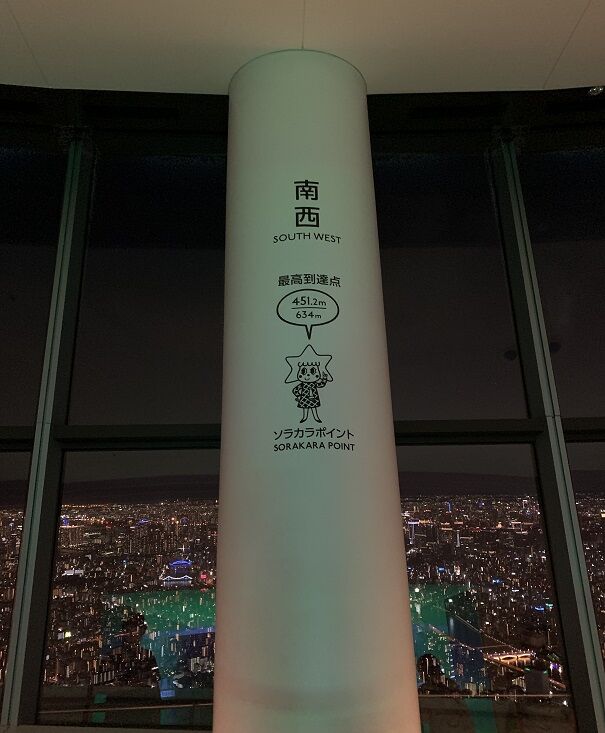 南
西
SOUTH WEST
最高到達点
451.2m
634m
ソラカラポイント
SORAKARA POINT